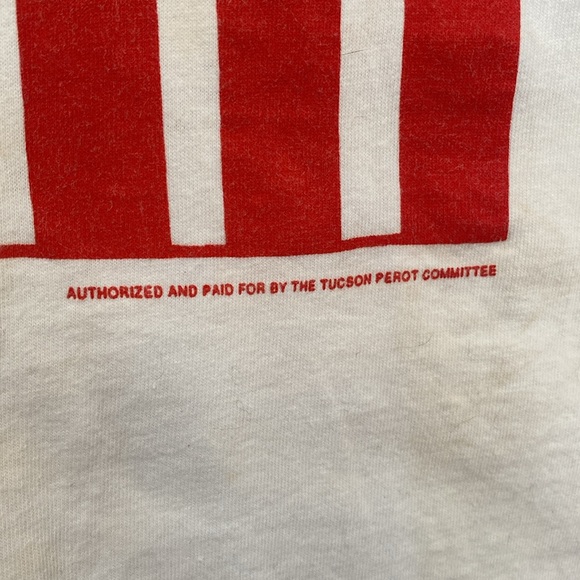 AUTHORIZED AND PAID FOR BY THE TUCSON PEROT COMMITTEE